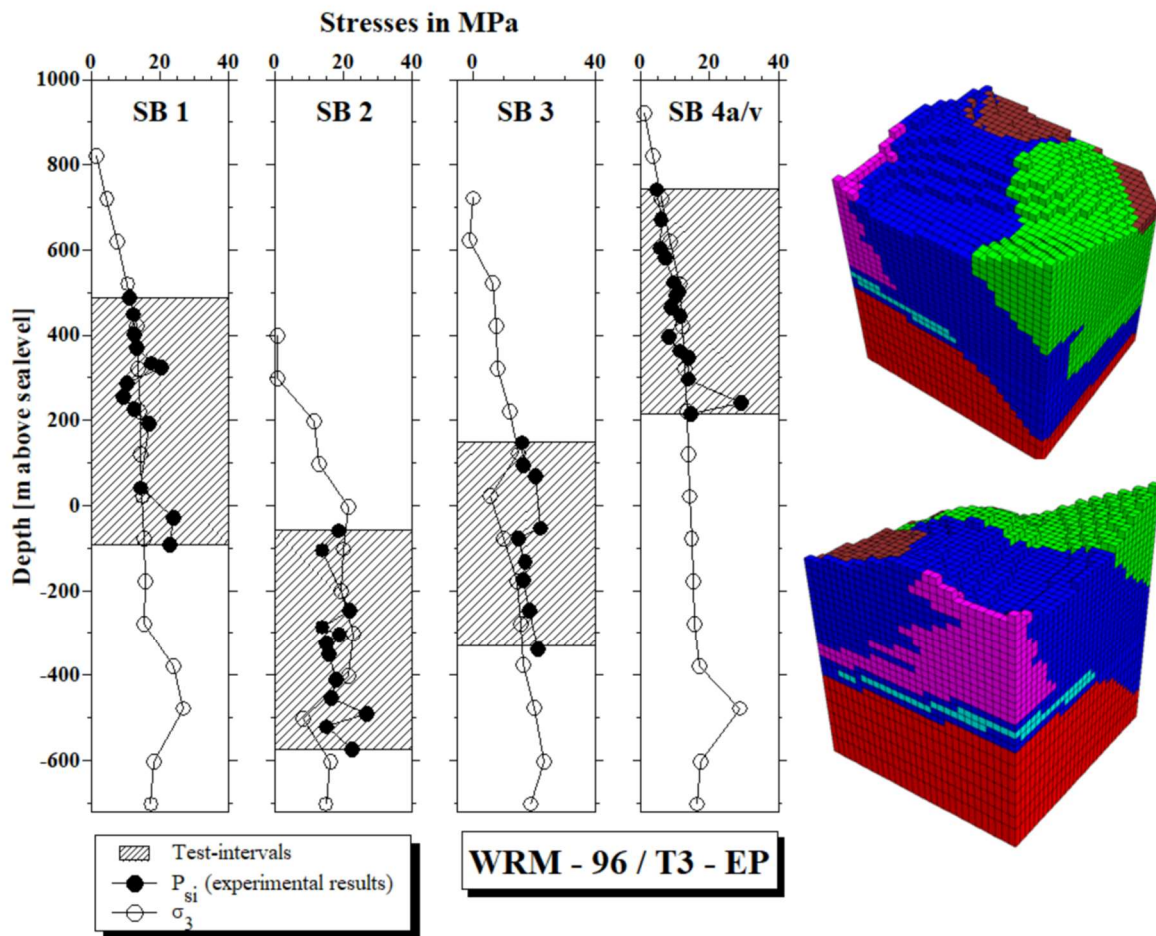 Stresses in MPa
0 20 40 0 20 40 0 20 40 0 20 40
SB 1 SB 2 SB 3 SB 4a/v
Depth [m above sealevel]
1000
800
600
400
200
0
-200
-400
-600
Test-intervals
P_si (experimental results)
σ_3
WRM - 96 / T3 - EP